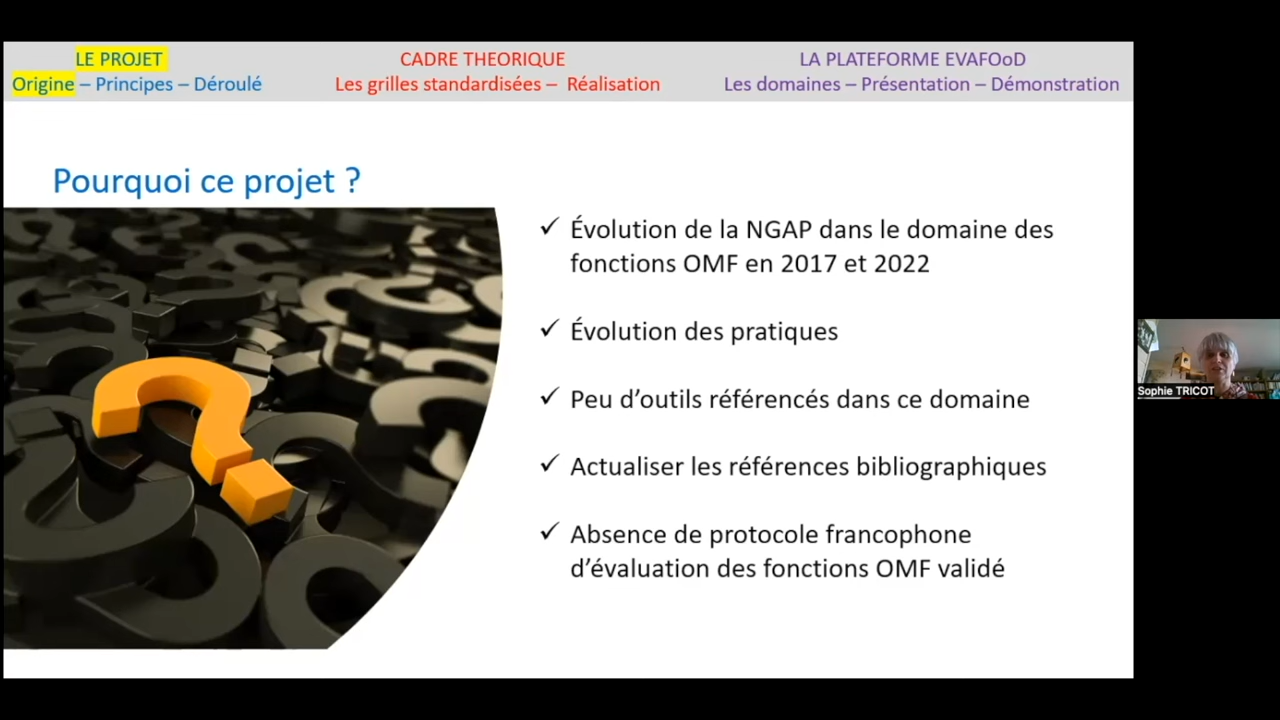 LE PROJET
Origine – Principes – Déroulé
CADRE THEORIQUE
Les grilles standardisées – Réalisation
LA PLATEFORME EVAFOoD
Les domaines – Présentation – Démonstration
Pourquoi ce projet ?
✓ Évolution de la NGAP dans le domaine des
fonctions OMF en 2017 et 2022
✓ Évolution des pratiques
✓ Peu d’outils référencés dans ce domaine
✓ Actualiser les références bibliographiques
✓ Absence de protocole francophone
d’évaluation des fonctions OMF validé
Sophie TRICOT